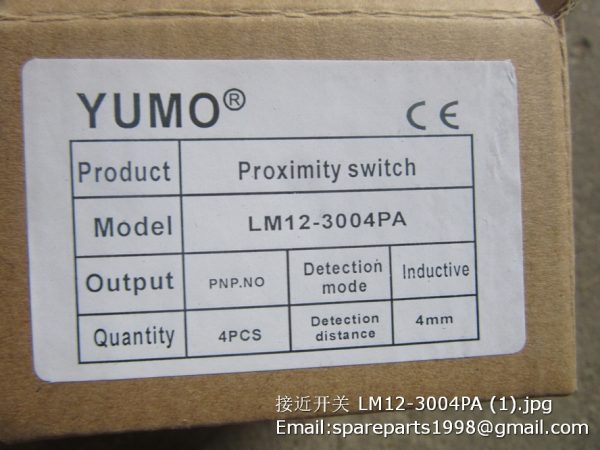 YUMO®
CE
Product Proximity switch
Model LM12-3004PA
Output PNP.NO Detection mode Inductive
Quantity 4PCS Detection distance 4mm
接近开关 LM12-3004PA (1).jpg
Email:spareparts1998@gmail.com